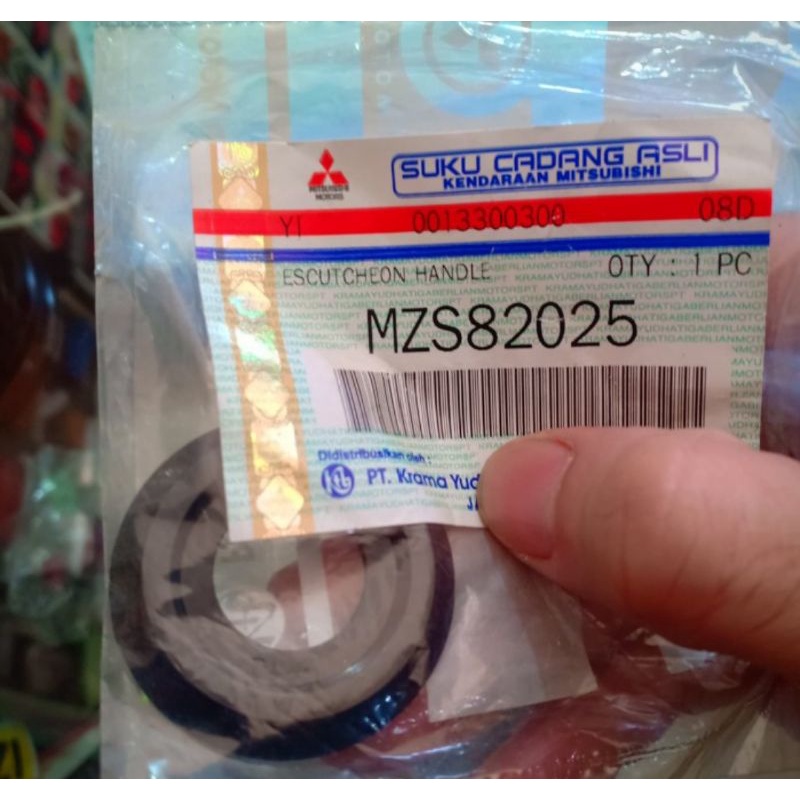 SUKU CADANG ASLI
KENDARAAN MITSUBISHI
MITSUBISHI
MOTORS
YI 0013300300 08D
ESCUTCHEON HANDLE QTY : 1 PC
MZS82025
Didistribusikan oleh :
PT. Krama Yud